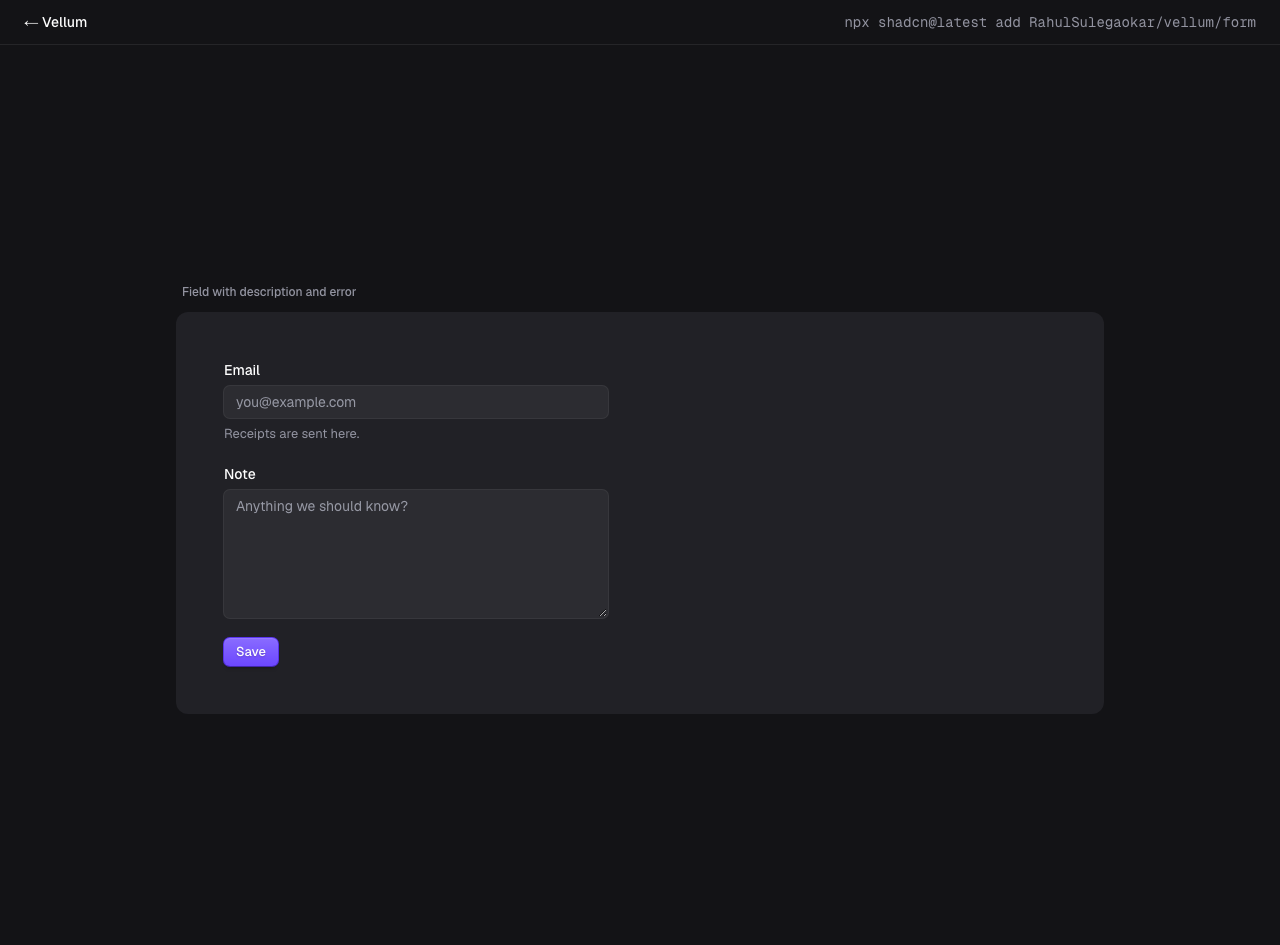 ← Vellum
npx shadcn@latest add RahulSulegaokar/vellum/form
Field with description and error
Email
you@example.com
Receipts are sent here.
Note
Anything we should know?
Save